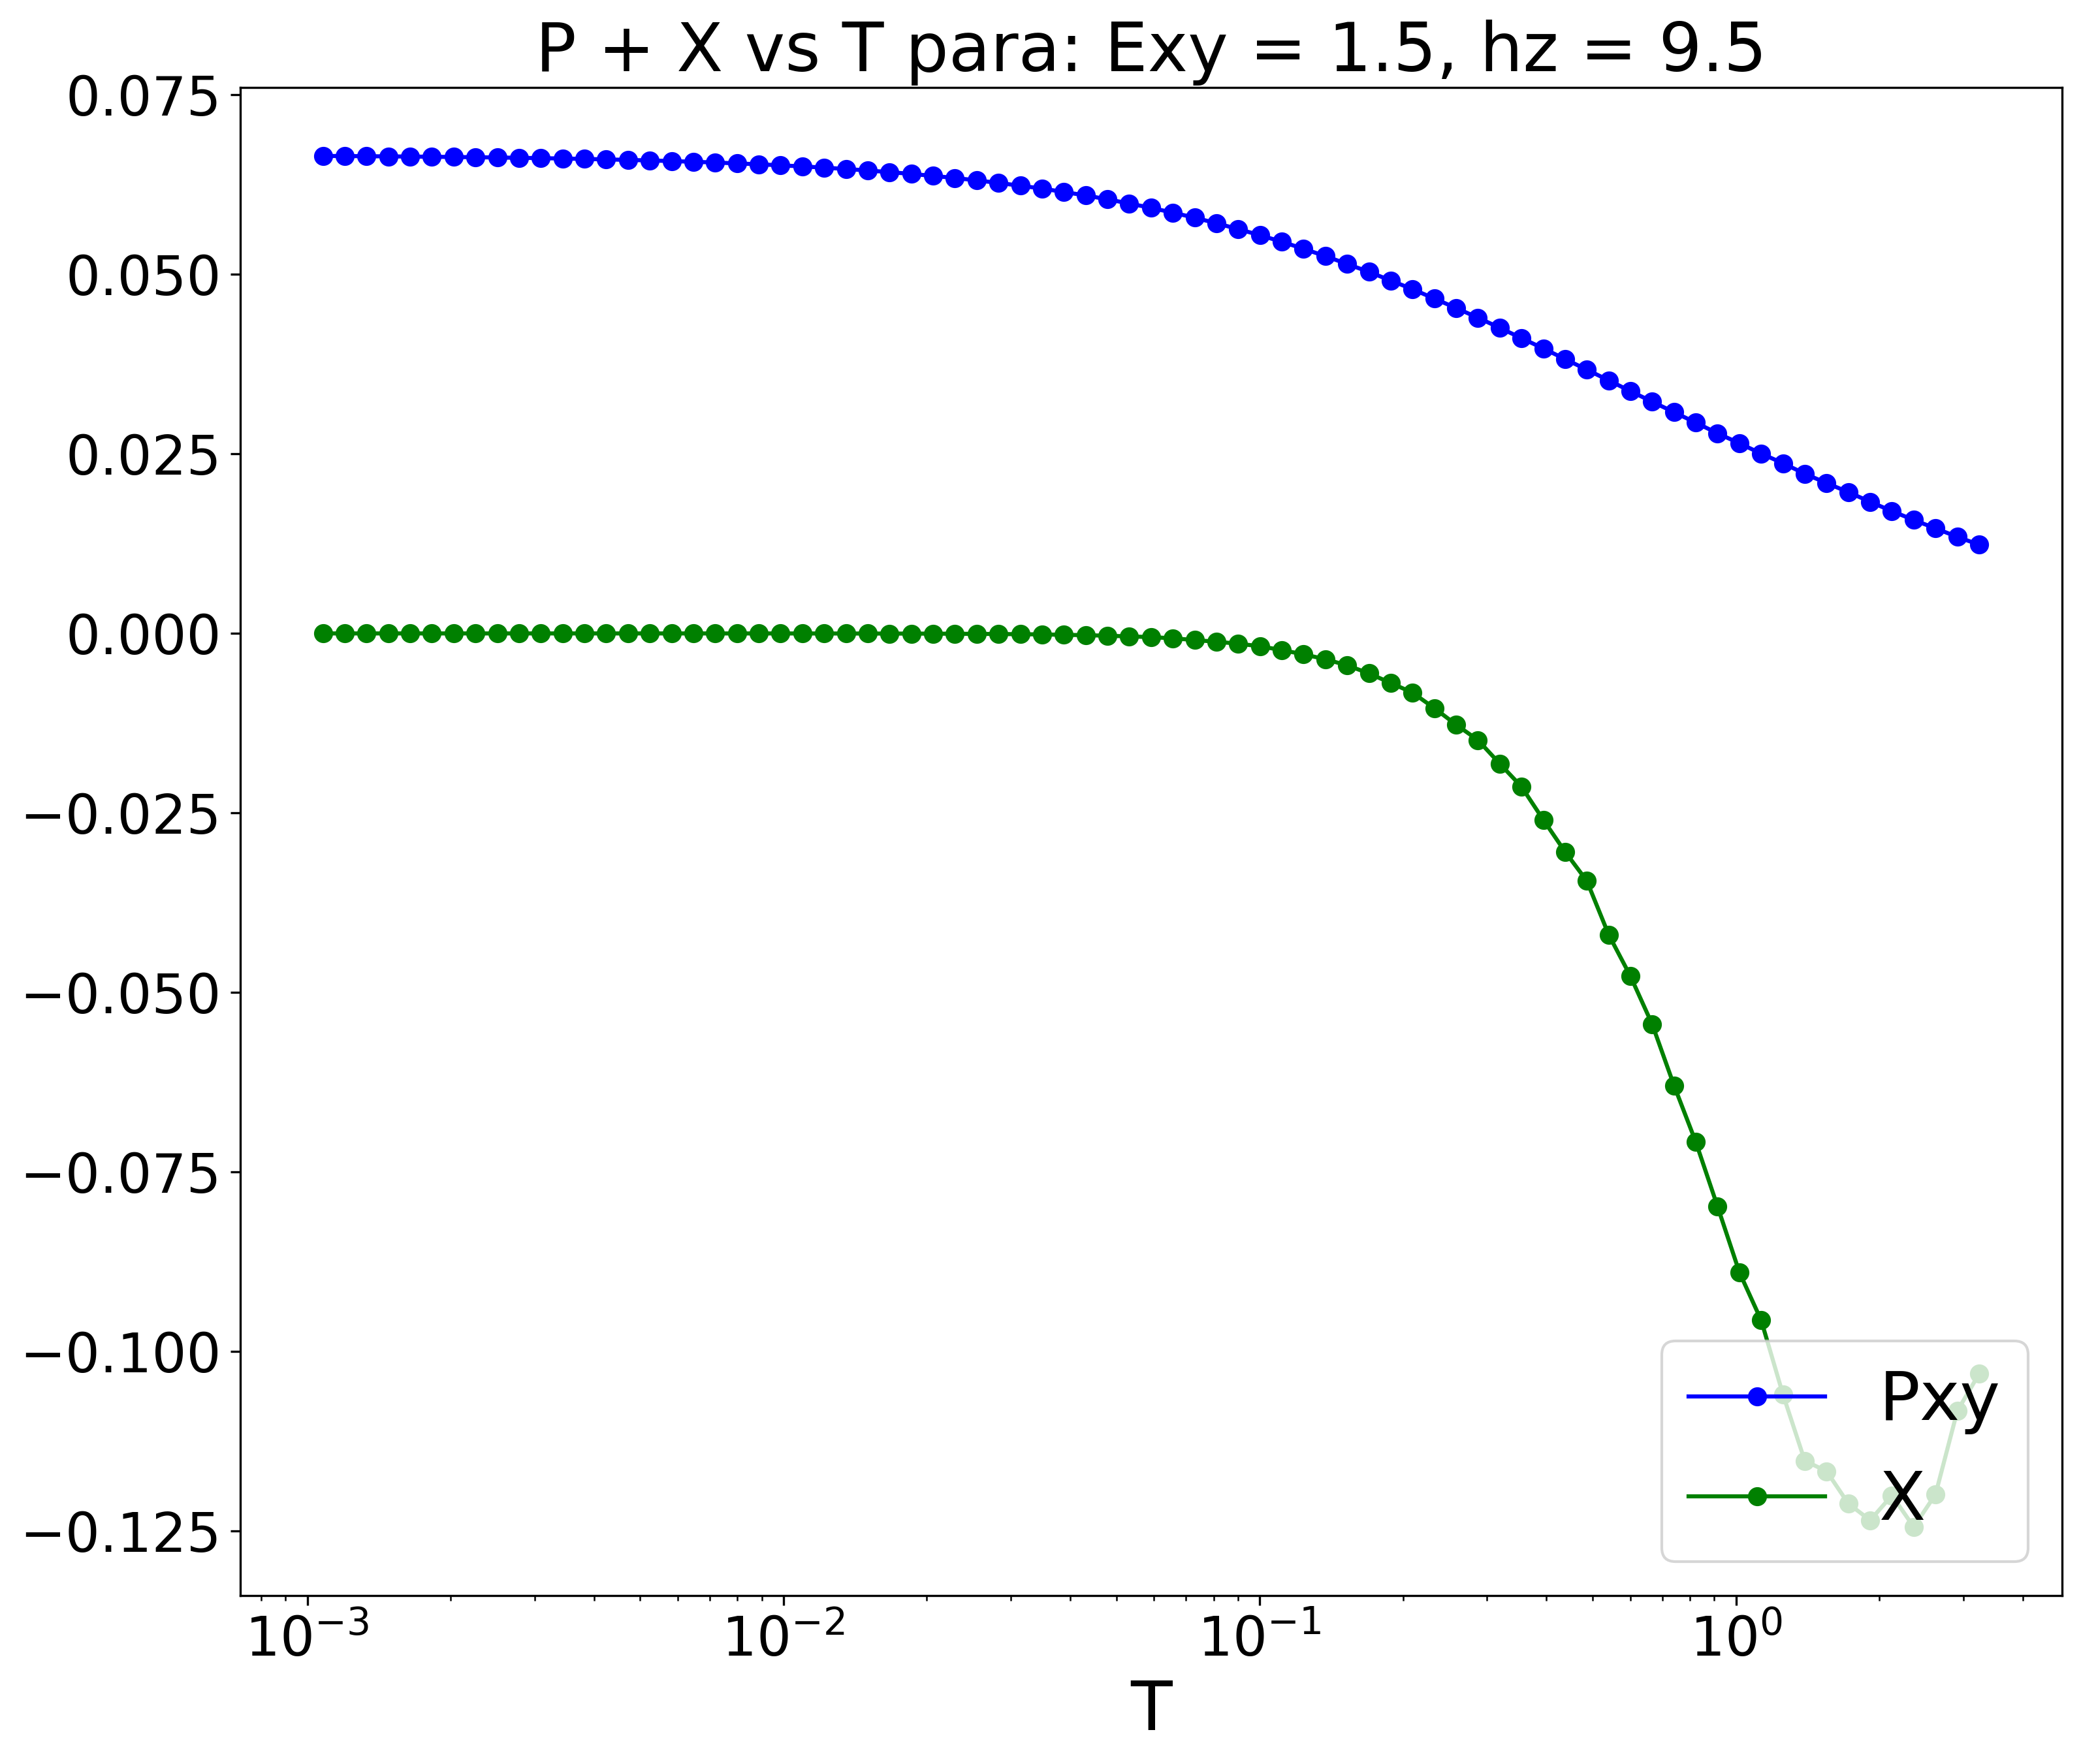 P + X vs T para: Exy = 1.5, hz = 9.5
0.075
0.050
0.025
0.000
−0.025
−0.050
−0.075
−0.100
−0.125
Pxy
X
10⁻³ 10⁻² 10⁻¹ 10⁰
T